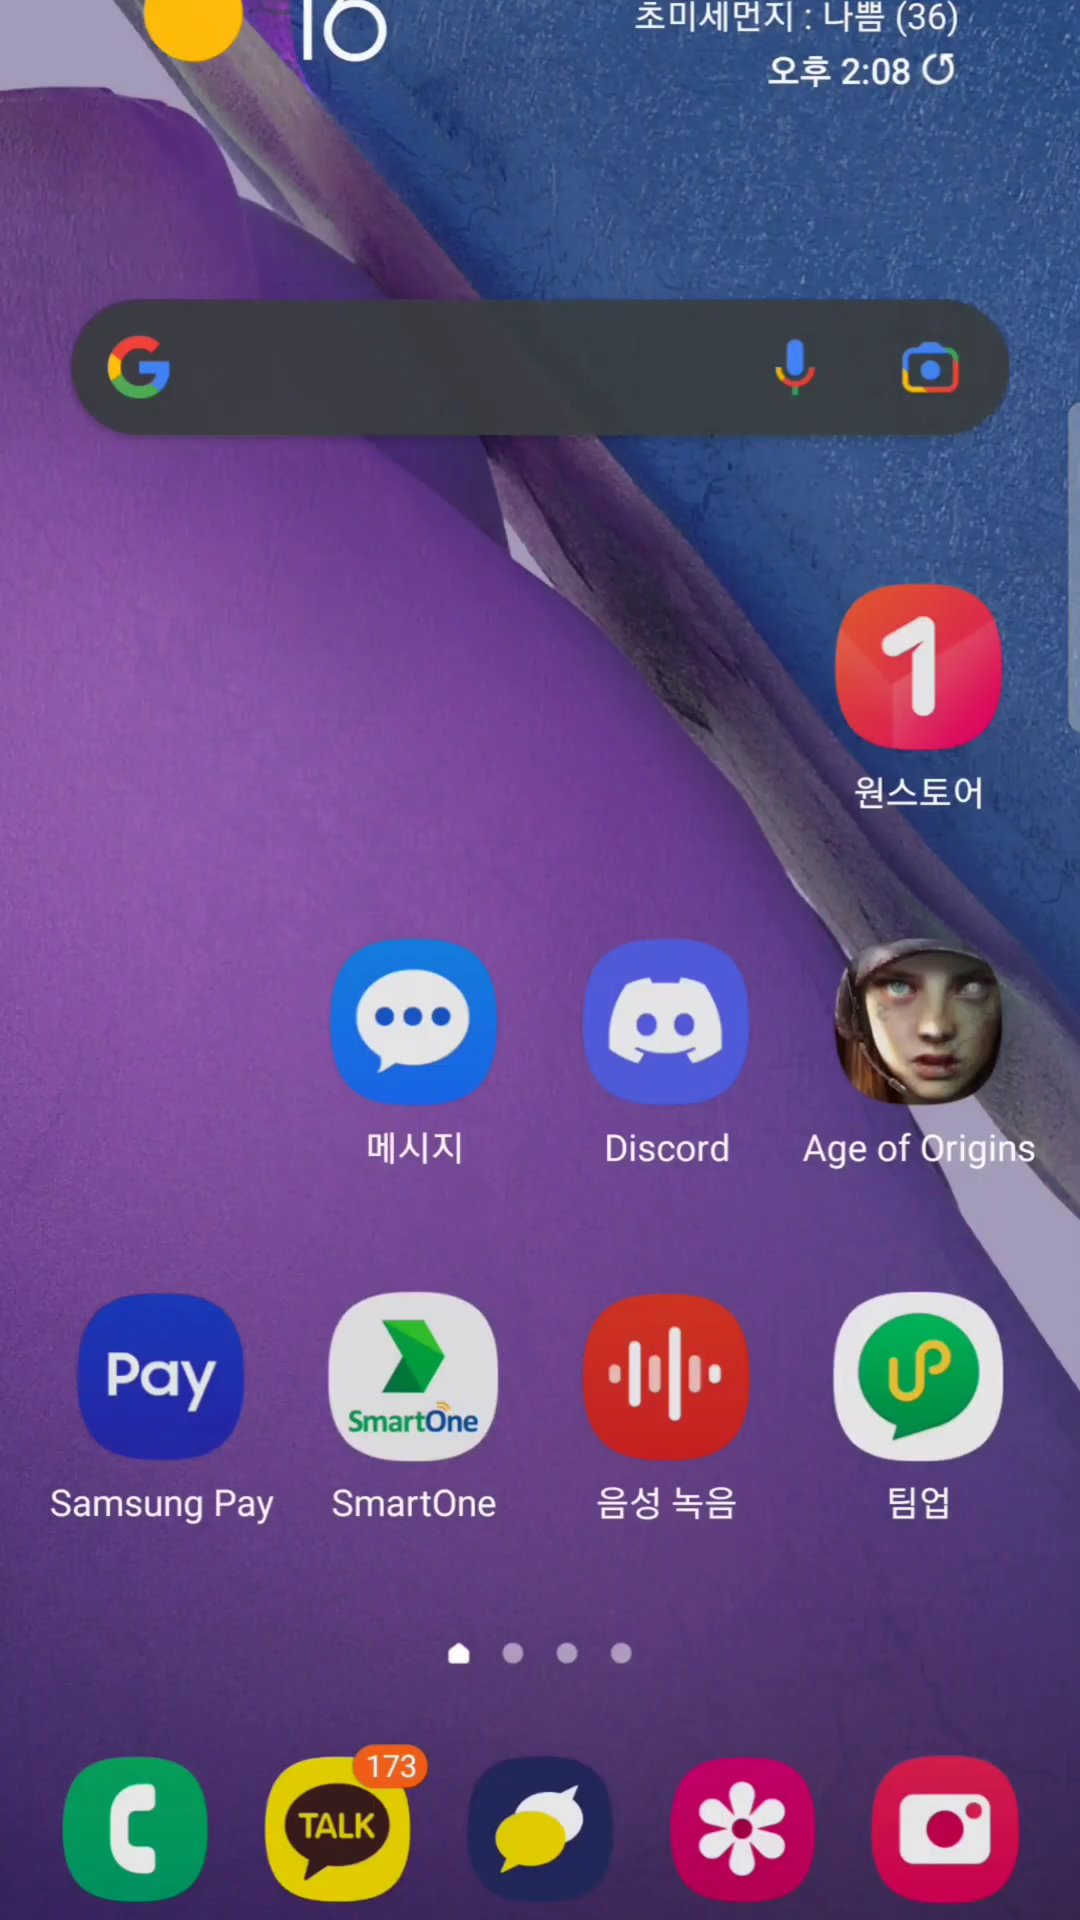 16
초미세먼지 : 나쁨 (36)
오후 2:08
원스토어
메시지
Discord
Age of Origins
Pay
SmartOne
Samsung Pay
SmartOne
음성 녹음
팀업
173
TALK